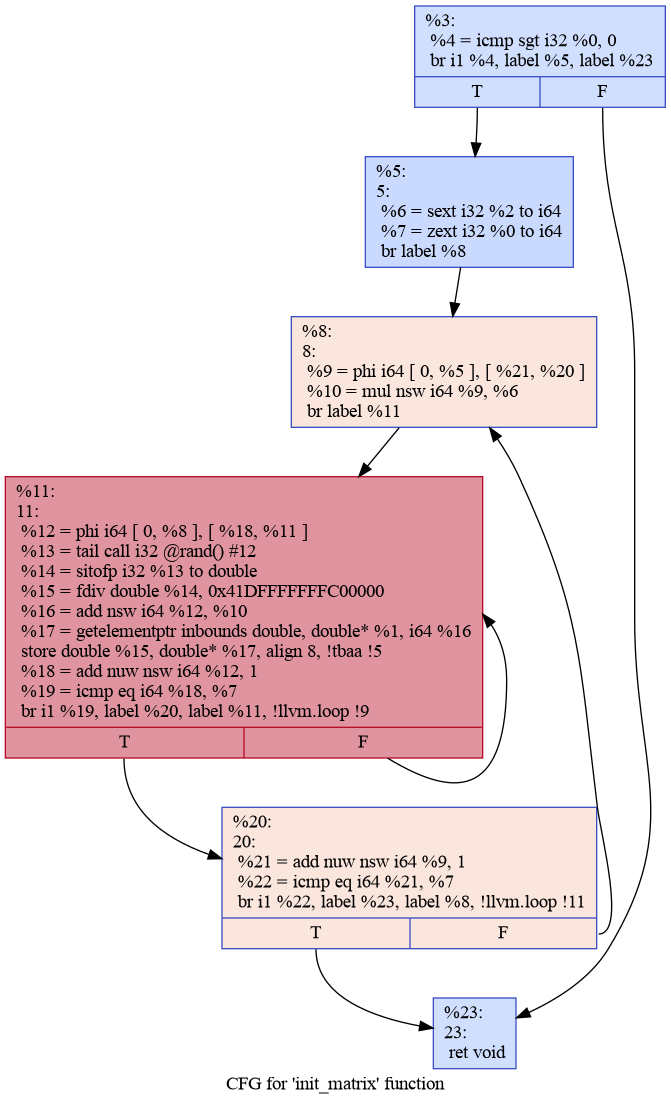 %3:
%4 = icmp sgt i32 %0, 0
br i1 %4, label %5, label %23
T F
%5:
5:
%6 = sext i32 %2 to i64
%7 = zext i32 %0 to i64
br label %8
%8:
8:
%9 = phi i64 [ 0, %5 ], [ %21, %20 ]
%10 = mul nsw i64 %9, %6
br label %11
%11:
11:
%12 = phi i64 [ 0, %8 ], [ %18, %11 ]
%13 = tail call i32 @rand() #12
%14 = sitofp i32 %13 to double
%15 = fdiv double %14, 0x41DFFFFFFFC00000
%16 = add nsw i64 %12, %10
%17 = getelementptr inbounds double, double* %1, i64 %16
store double %15, double* %17, align 8, !tbaa !5
%18 = add nuw nsw i64 %12, 1
%19 = icmp eq i64 %18, %7
br i1 %19, label %20, label %11, !llvm.loop !9
T F
%20:
20:
%21 = add nuw nsw i64 %9, 1
%22 = icmp eq i64 %21, %7
br i1 %22, label %23, label %8, !llvm.loop !11
T F
%23:
23:
ret void
CFG for 'init_matrix' function